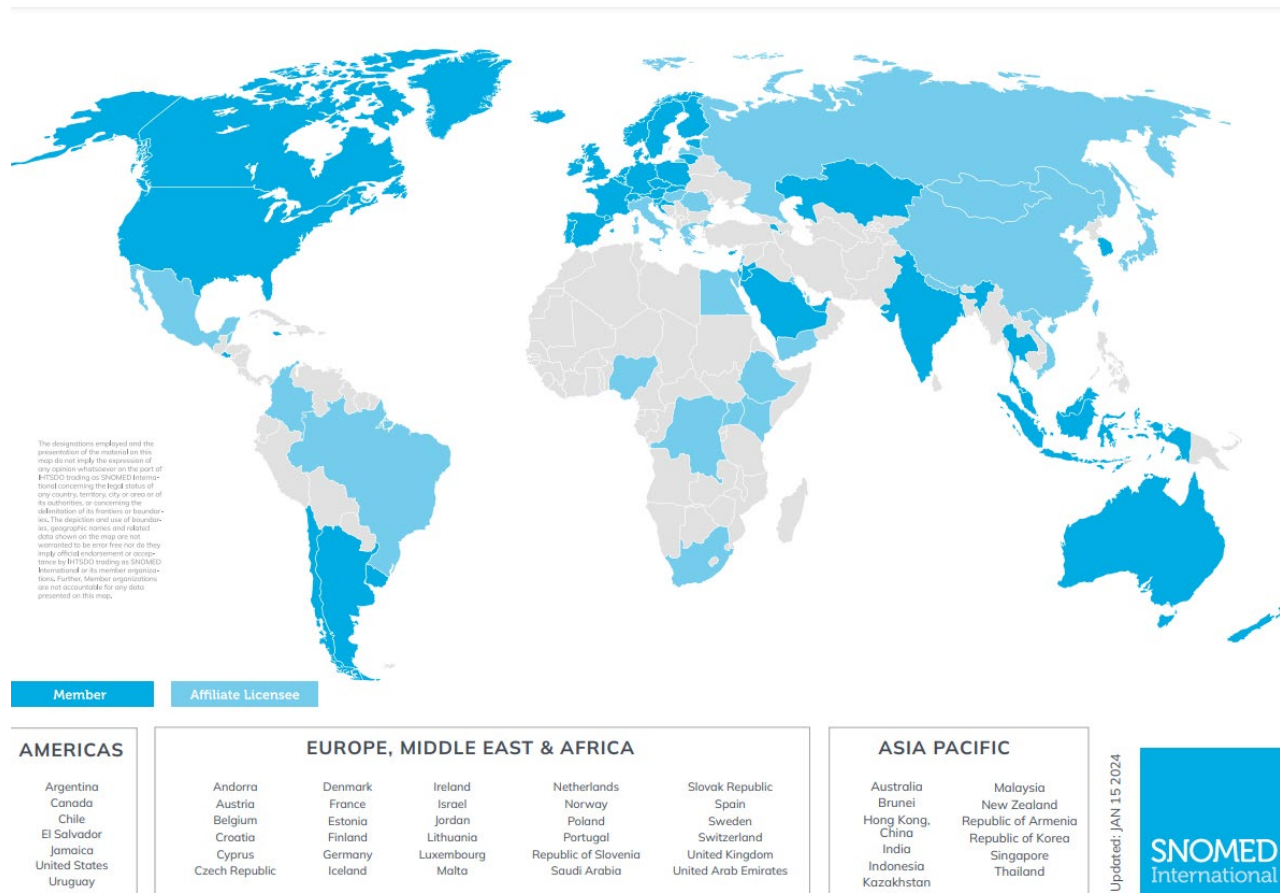 The designations employed and the
presentation of the material on this
map do not imply the expression of
any opinion whatsoever on the part of
IHTSDO trading as SNOMED Interna-
tional concerning the legal status of
any country, territory, city or area or of
its authorities, or concerning the
delimitation of its frontiers or boundar-
ies. The depiction and use of boundar-
ies, geographic names and related
data shown on the map are not
warranted to be error free nor do they
imply official endorsement or accep-
tance by IHTSDO trading as SNOMED
International or its member organiza-
tions. Further, Member organizations
are not accountable for any data
presented on this map.
Member
Affiliate Licensee
AMERICAS
Argentina
Canada
Chile
El Salvador
Jamaica
United States
Uruguay
EUROPE, MIDDLE EAST & AFRICA
Andorra
Austria
Belgium
Croatia
Cyprus
Czech Republic
Denmark
France
Estonia
Finland
Germany
Iceland
Ireland
Israel
Jordan
Lithuania
Luxembourg
Malta
Netherlands
Norway
Poland
Portugal
Republic of Slovenia
Saudi Arabia
Slovak Republic
Spain
Sweden
Switzerland
United Kingdom
United Arab Emirates
ASIA PACIFIC
Australia
Brunei
Hong Kong,
China
India
Indonesia
Kazakhstan
Malaysia
New Zealand
Republic of Armenia
Republic of Korea
Singapore
Thailand
Updated: JAN 15 2024
SNOMED
International